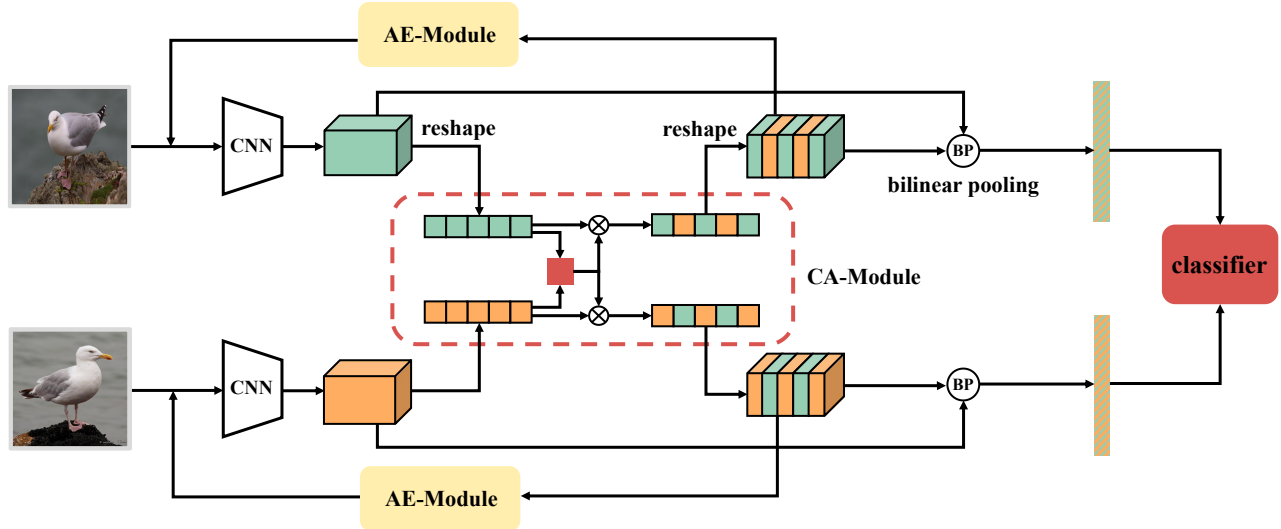 AE-Module
CNN
reshape
reshape
BP
bilinear pooling
classifier
CA-Module
CNN
BP
AE-Module